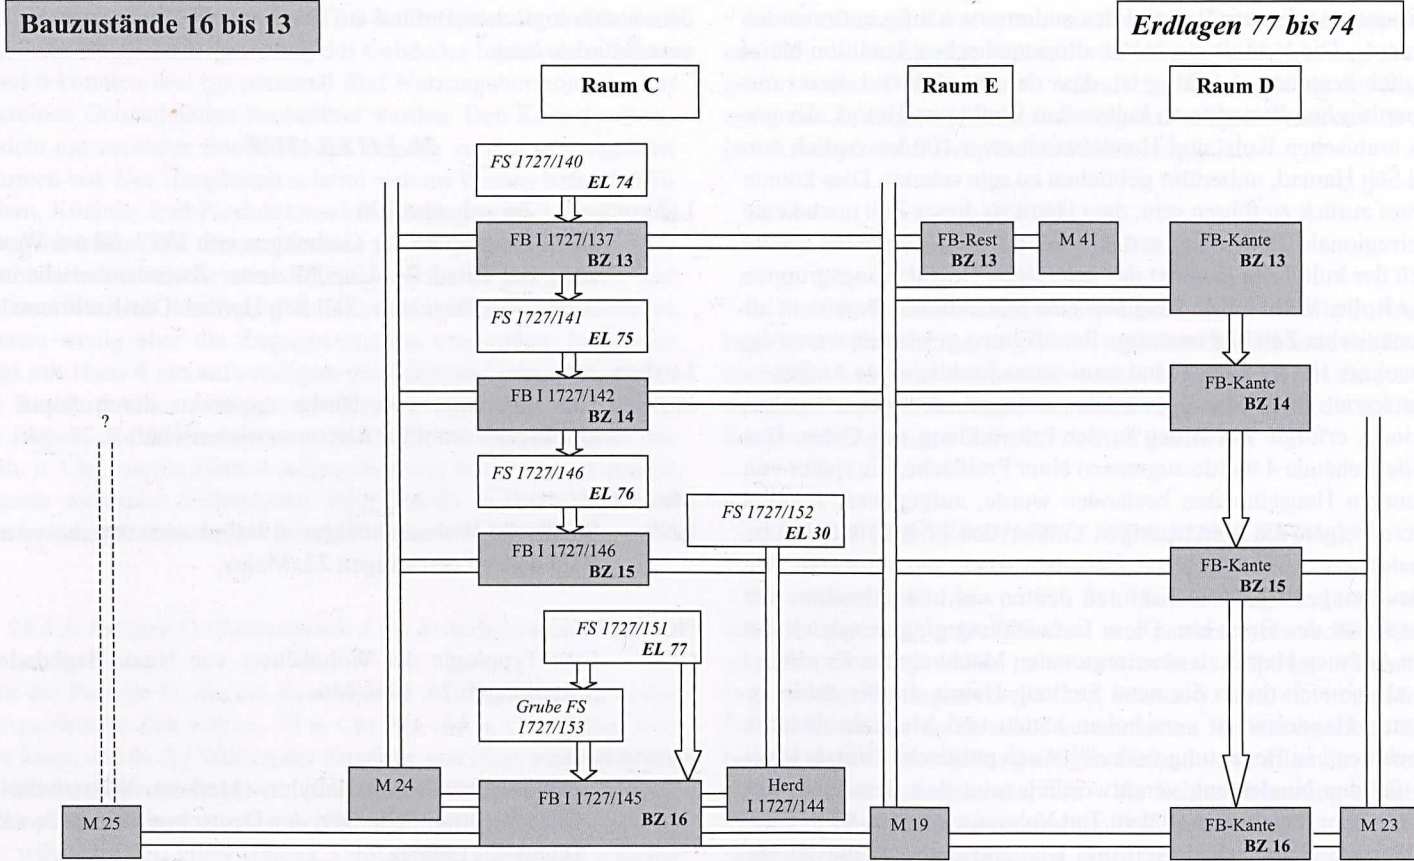 Bauzustände 16 bis 13
Erdlagen 77 bis 74
Raum C
Raum E
Raum D
FS 1727/140
EL 74
FB I 1727/137
BZ 13
FB-Rest
BZ 13
M 41
FB-Kante
BZ 13
FS 1727/141
EL 75
FB I 1727/142
BZ 14
FB-Kante
BZ 14
?
FS 1727/146
EL 76
FS 1727/152
EL 30
FB I 1727/146
BZ 15
FB-Kante
BZ 15
FS 1727/151
EL 77
Grube FS
1727/153
M 24
FB I 1727/145
BZ 16
Herd
I 1727/144
M 25
M 19
FB-Kante
BZ 16
M 23